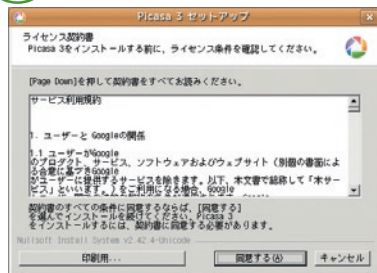 Picasa 3 セットアップ
ライセンス契約書
Picasa 3をインストールする前に、ライセンス条件を確認してください。
[Page Down]を押して契約書をすべてお読みください。
サービス利用規約
1. ユーザーと Googleの関係
1.1 ユーザーがGoogle
のプロダクト、サービス、ソフトウェアおよびウェブサイト (別個の書面によ
る合意に基づきGoogle
がユーザーに提供するサービスを除きます。以下、本文書で総称して「本サー
ビス」といいます。) をご利用になる場合、Google
契約書のすべての条件に同意するならば、[同意する]
を選んでインストールを続けてください。Picasa 3
をインストールするには、契約書に同意する必要があります。
Nullsoft Install System v2.42.4-Unicode
印刷用...
同意する(A)
キャンセル